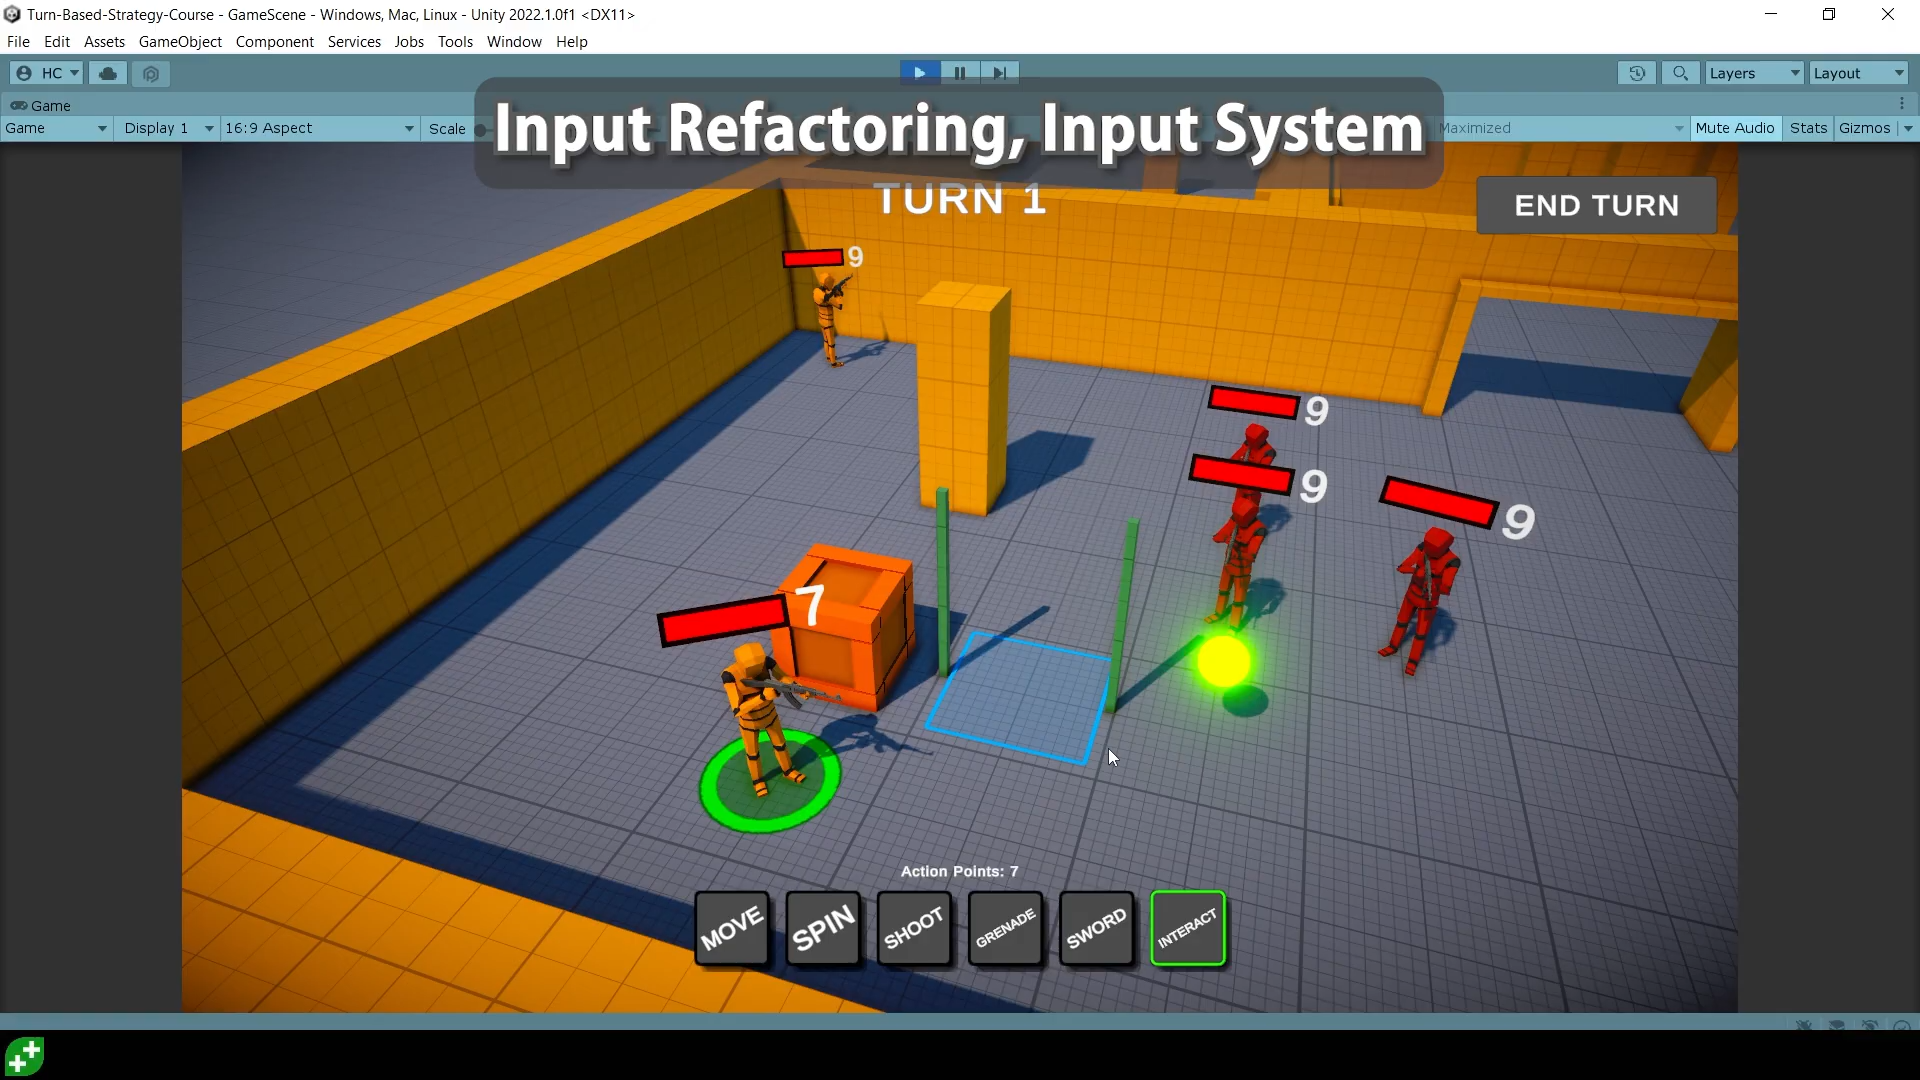 Turn-Based-Strategy-Course - GameScene - Windows, Mac, Linux - Unity 2022.1.0f1 <DX11>
File Edit Assets GameObject Component Services Jobs Tools Window Help
HC Layers Layout
Game
Game Display 1 16:9 Aspect Scale Maximized Mute Audio Stats Gizmos
Input Refactoring, Input System
TURN 1
END TURN
9
9
9
9
7
Action Points: 7
MOVE SPIN SHOOT GRENADE SWORD INTERACT